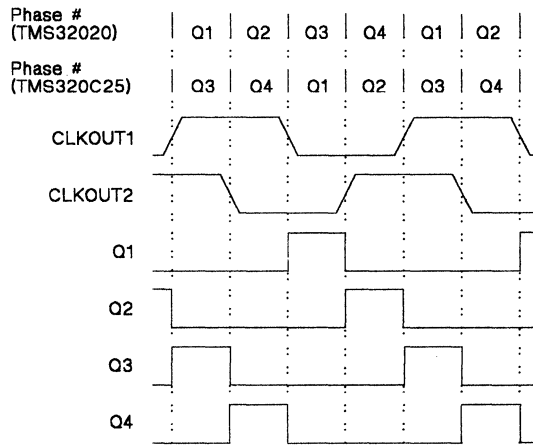 Phase #
(TMS32020) | Q1 | Q2 | Q3 | Q4 | Q1 | Q2 |
Phase #
(TMS320C25) | Q3 | Q4 | Q1 | Q2 | Q3 | Q4 |
CLKOUT1
CLKOUT2
Q1
Q2
Q3
Q4